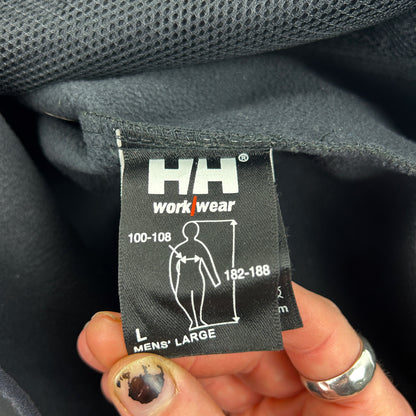 HH®
work/wear
100-108
182-188
L
MENS' LARGE
m